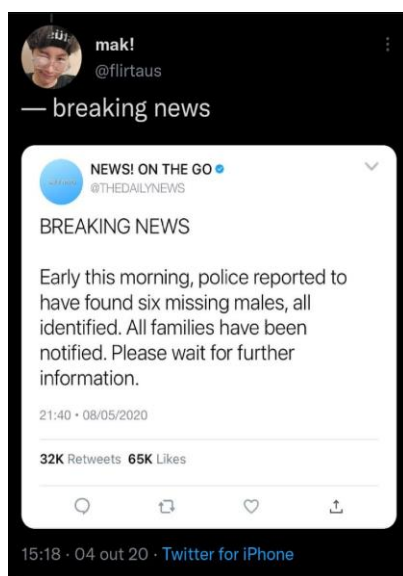 mak!
@flirtaus
— breaking news
NEWS! ON THE GO
@THEDAILYNEWS
BREAKING NEWS
Early this morning, police reported to
have found six missing males, all
identified. All families have been
notified. Please wait for further
information.
21:40 • 08/05/2020
32K Retweets 65K Likes
15:18 · 04 out 20 · Twitter for iPhone